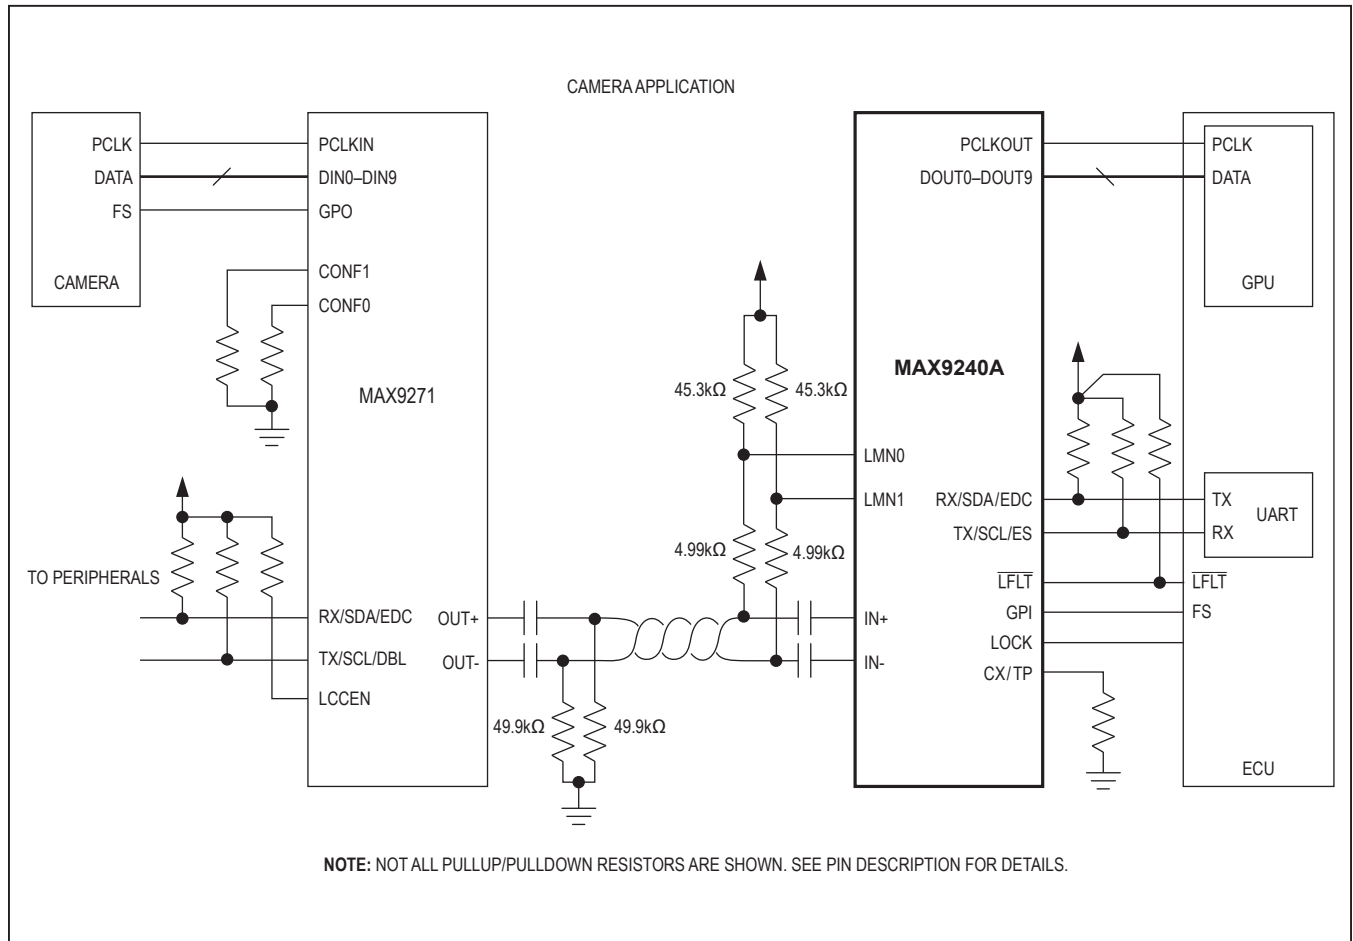 CAMERA APPLICATION
PCLK
DATA
FS
CAMERA
PCLKIN
DIN0–DIN9
GPO
CONF1
CONF0
MAX9271
TO PERIPHERALS
RX/SDA/EDC
TX/SCL/DBL
LCCEN
OUT+
OUT-
49.9kΩ
49.9kΩ
45.3kΩ
45.3kΩ
4.99kΩ
4.99kΩ
PCLKOUT
DOUT0–DOUT9
MAX9240A
LMN0
LMN1
IN+
IN-
RX/SDA/EDC
TX/SCL/ES
LFLT
GPI
LOCK
CX/TP
PCLK
DATA
GPU
TX
UART
RX
LFLT
FS
ECU
NOTE: NOT ALL PULLUP/PULLDOWN RESISTORS ARE SHOWN. SEE PIN DESCRIPTION FOR DETAILS.